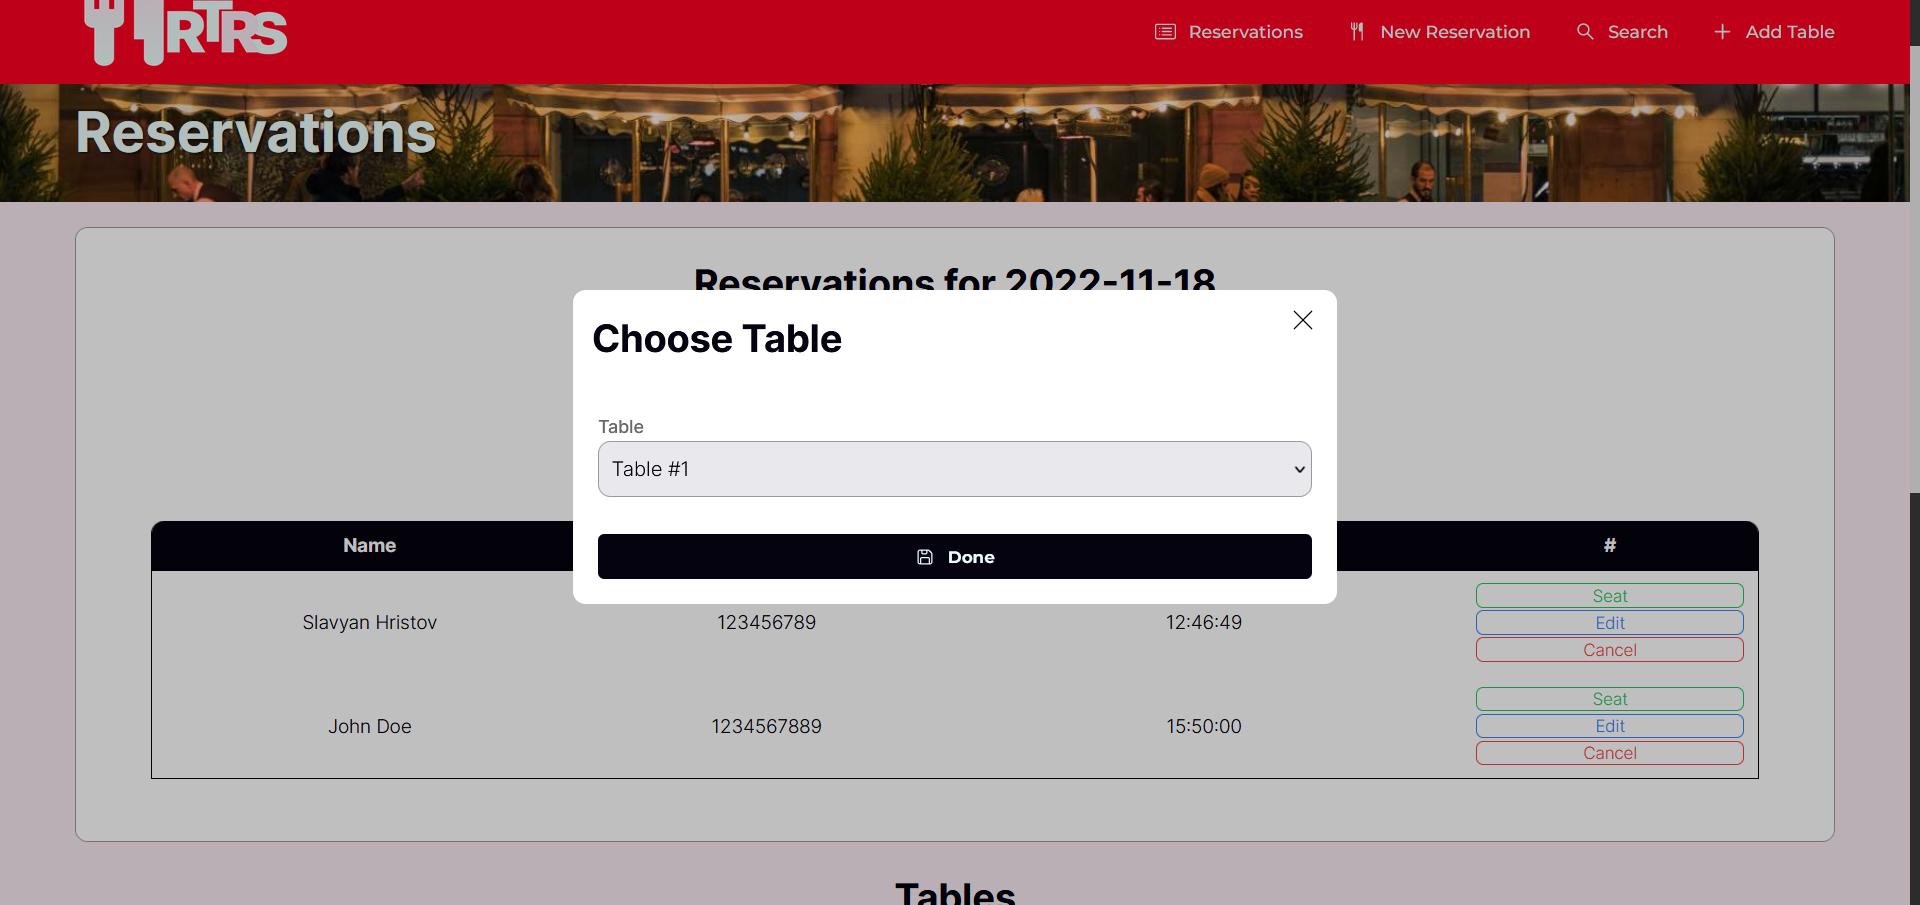 RTRS
Reservations
New Reservation
Search
Add Table
Reservations
Reservations for 2022-11-18
Choose Table
Table
Table #1
Done
Name
#
Slavyan Hristov
123456789
12:46:49
Seat
Edit
Cancel
John Doe
1234567889
15:50:00
Seat
Edit
Cancel
Tables